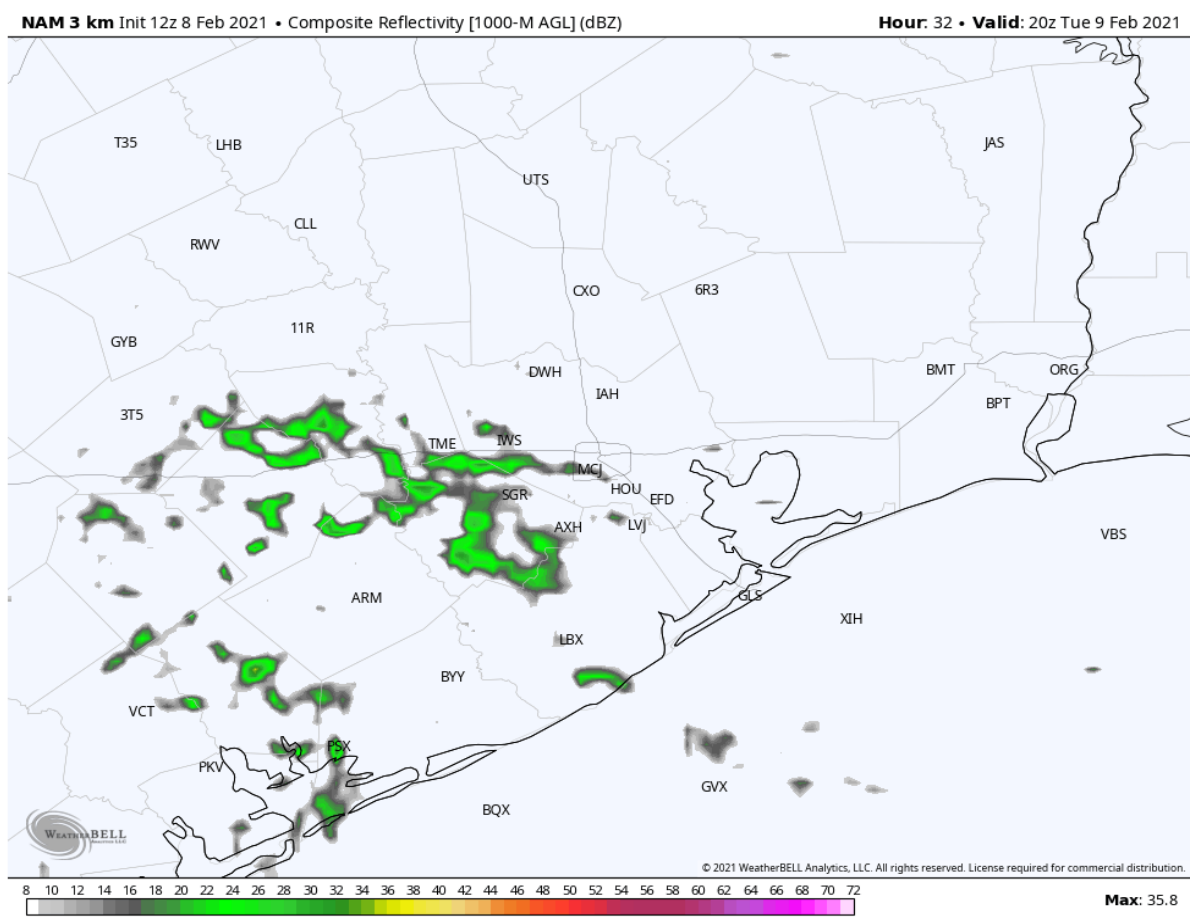 NAM 3 km Init 12z 8 Feb 2021 • Composite Reflectivity [1000-M AGL] (dBZ)
Hour: 32 • Valid: 20z Tue 9 Feb 2021
T35
LHB
JAS
UTS
CLL
RWV
CXO
6R3
11R
GYB
DWH
BMT
ORG
IAH
BPT
3T5
TME
IWS
MCJ
SGR
HOU
EFD
AXH
LVJ
VBS
ARM
GLS
XIH
LBX
BYY
VCT
PSX
PKV
GVX
BQX
WEATHERBELL
Analytics LLC
© 2021 WeatherBELL Analytics, LLC. All rights reserved. License required for commercial distribution.
8 10 12 14 16 18 20 22 24 26 28 30 32 34 36 38 40 42 44 46 48 50 52 54 56 58 60 62 64 66 68 70 72
Max: 35.8